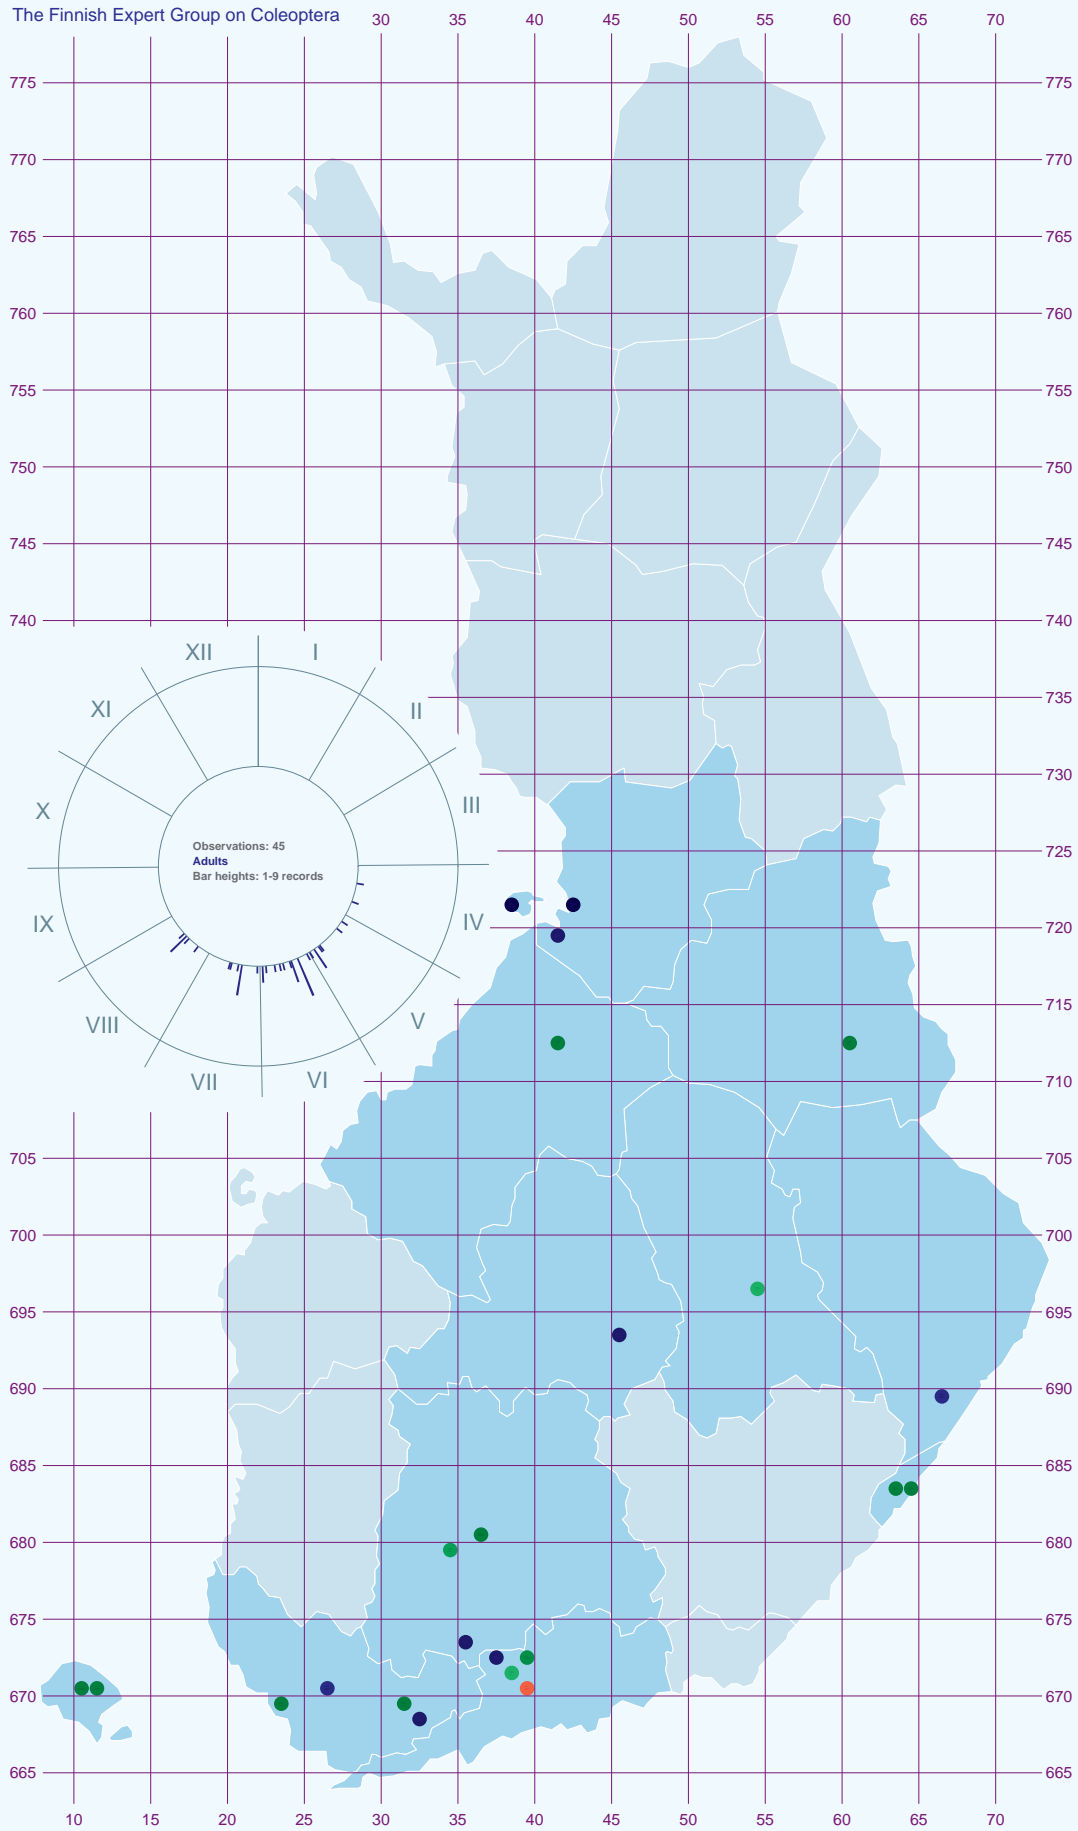 The Finnish Expert Group on Coleoptera
30 35 40 45 50 55 60 65 70
775 775
770 770
765 765
760 760
755 755
750 750
745 745
740 740
XII I
XI II
735
730
X III
Observations: 45
Adults
Bar heights: 1-9 records
725
IX IV
720
715
VIII V
VII VI
710
705 705
700 700
695 695
690 690
685 685
680 680
675 675
670 670
665 665
10 15 20 25 30 35 40 45 50 55 60 65 70